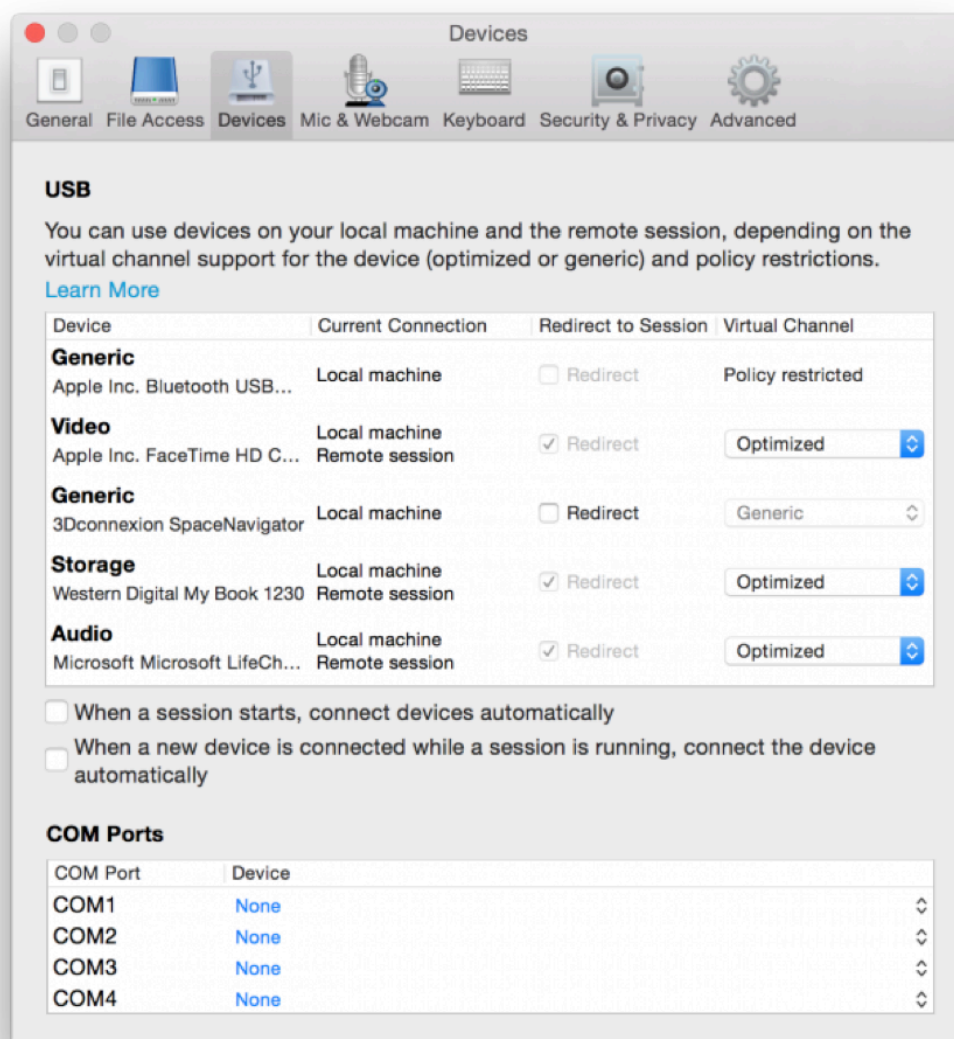 Devices
General File Access Devices Mic & Webcam Keyboard Security & Privacy Advanced
USB
You can use devices on your local machine and the remote session, depending on the
virtual channel support for the device (optimized or generic) and policy restrictions.
Learn More
Device Current Connection Redirect to Session Virtual Channel
Generic
Apple Inc. Bluetooth USB... Local machine Redirect Policy restricted
Video
Apple Inc. FaceTime HD C... Local machine Remote session Redirect Optimized
Generic
3Dconnexion SpaceNavigator Local machine Redirect Generic
Storage
Western Digital My Book 1230 Local machine Remote session Redirect Optimized
Audio
Microsoft Microsoft LifeCh... Local machine Remote session Redirect Optimized
When a session starts, connect devices automatically
When a new device is connected while a session is running, connect the device
automatically
COM Ports
COM Port Device
COM1 None
COM2 None
COM3 None
COM4 None